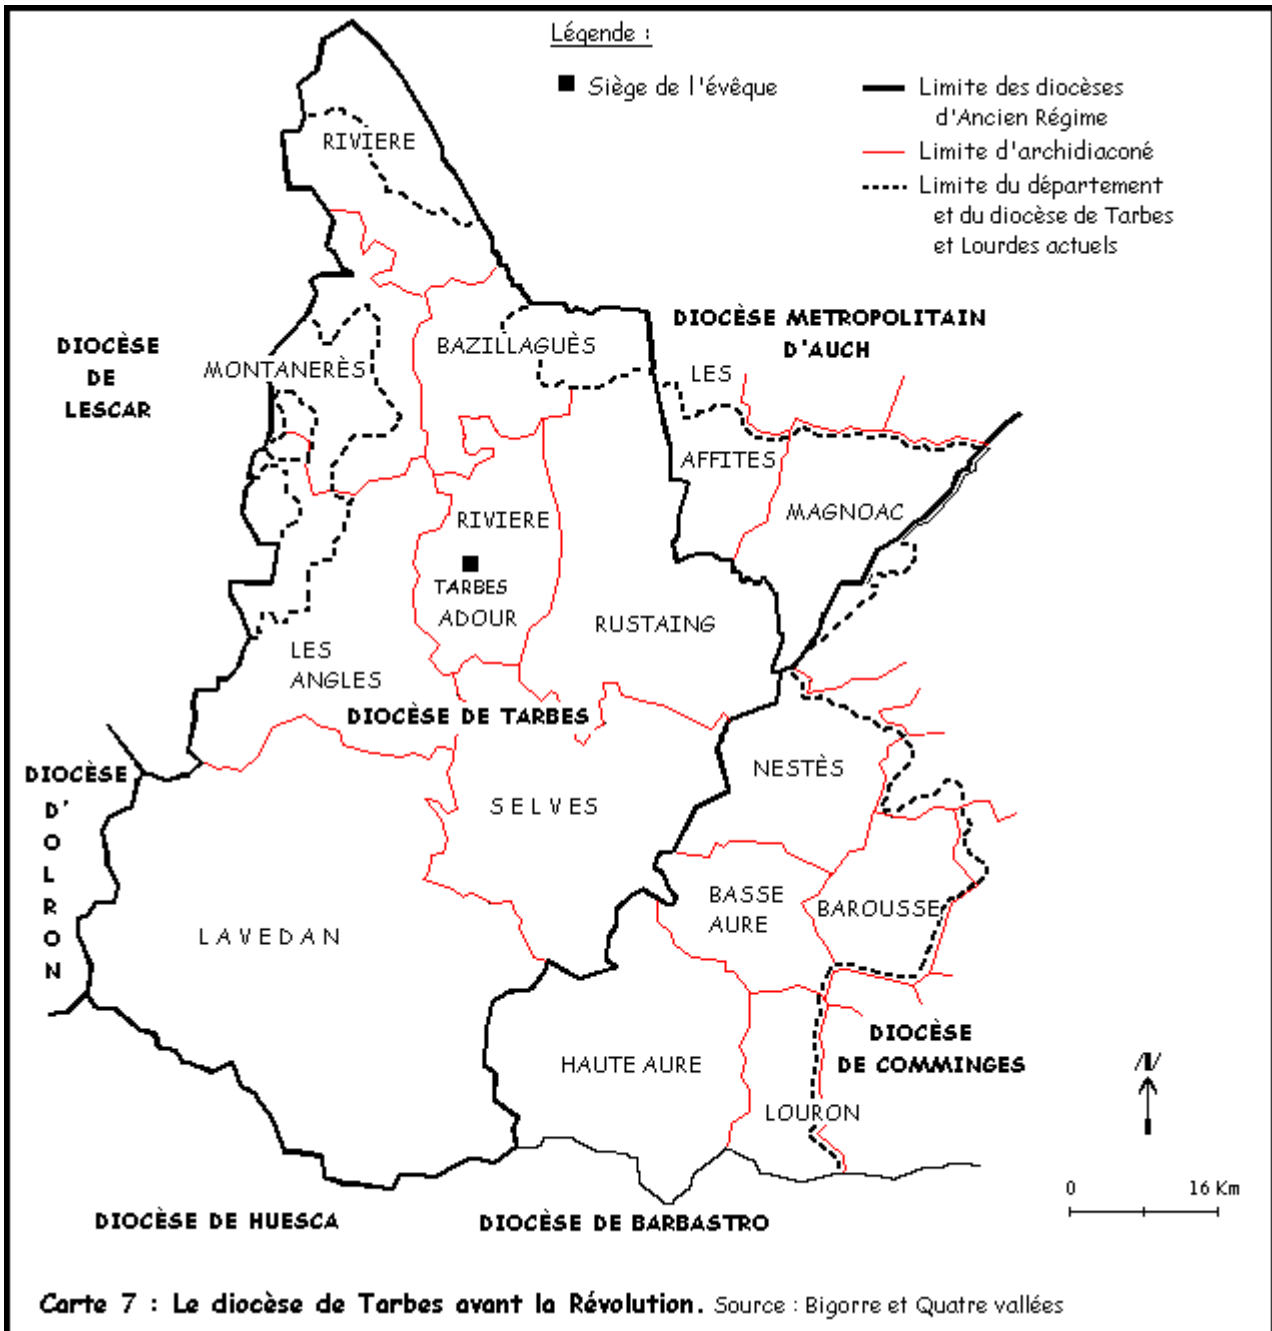 Légende :
Siège de l'évêque
Limite des diocèses
d'Ancien Régime
Limite d'archidiaconé
Limite du département
et du diocèse de Tarbes
et Lourdes actuels
RIVIERE
DIOCÈSE METROPOLITAIN
D'AUCH
BAZILLAGUÈS
DIOCÈSE
DE
LESCAR
MONTANERÈS
LES
AFFITES
MAGNOAC
RIVIERE
TARBES
ADOUR
RUSTAING
LES
ANGLES
DIOCÈSE DE TARBES
NESTÈS
DIOCÈSE
D'OLRON
SELVES
BASSE
AURE
BAROUSSE
LAVEDAN
DIOCÈSE
DE COMMINGES
HAUTE AURE
LOURON
N
0 16 Km
DIOCÈSE DE HUESCA
DIOCÈSE DE BARBASTRO
Carte 7 : Le diocèse de Tarbes avant la Révolution. Source : Bigorre et Quatre vallées